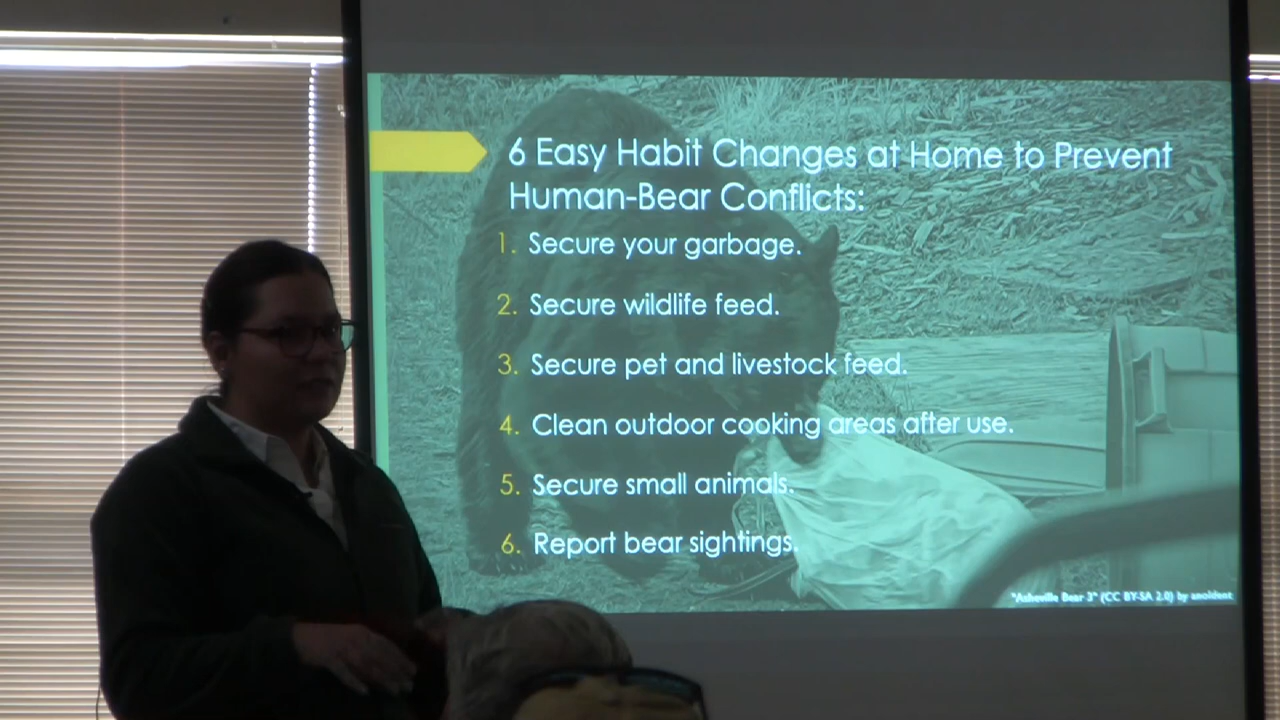 6 Easy Habit Changes at Home to Prevent
Human-Bear Conflicts:
1. Secure your garbage.
2. Secure wildlife feed.
3. Secure pet and livestock feed.
4. Clean outdoor cooking areas after use.
5. Secure small animals.
6. Report bear sightings.
"Asheville Bear 3" (CC BY-SA 2.0) by anoldent